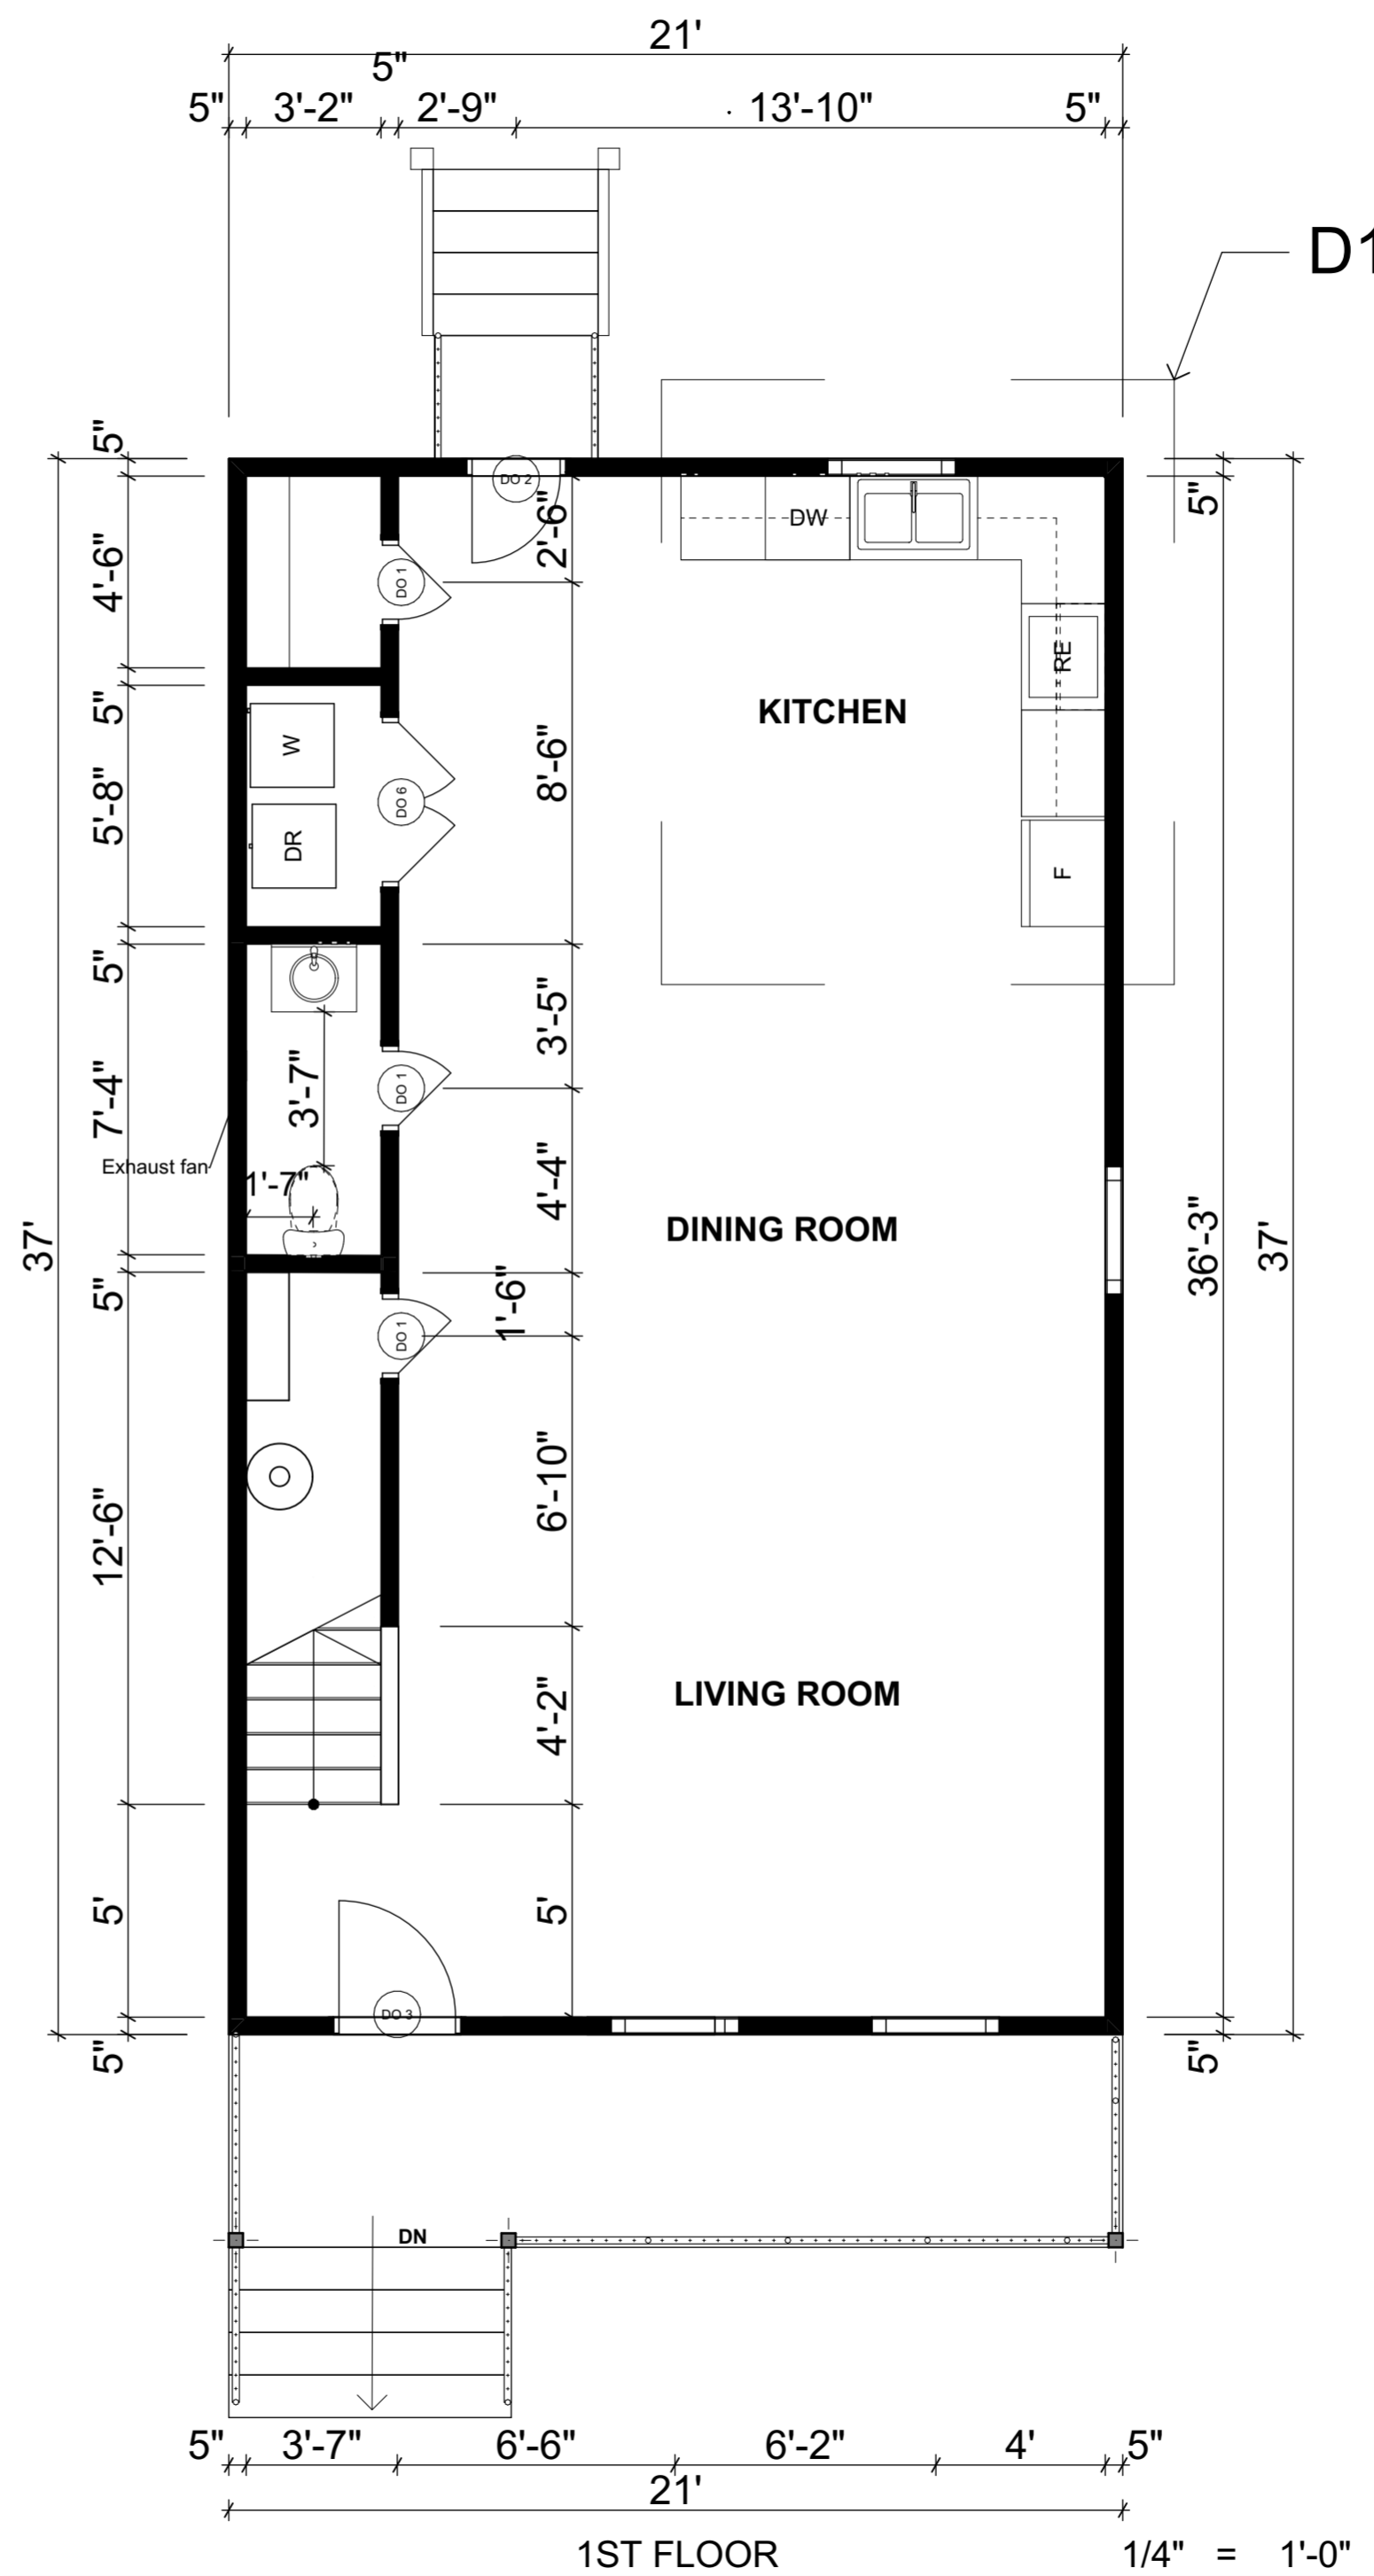 21'
5"
5" 3'-2" 2'-9" 13'-10" 5"
D1
5"
5"
DO 2
2'-6"
DW
4'-6"
DO 1
RE
KITCHEN
5"
W
8'-6"
DO 6
5'-8"
DR
F
5"
3'-5"
3'-7"
DO 1
7'-4"
Exhaust fan
1'-7"
4'-4"
DINING ROOM
37'
36'-3"
37'
5"
1'-6"
DO 1
6'-10"
12'-6"
4'-2"
LIVING ROOM
5'
5'
DO 3
5"
5"
DN
5" 3'-7" 6'-6" 6'-2" 4' 5"
21'
1ST FLOOR 1/4" = 1'-0"